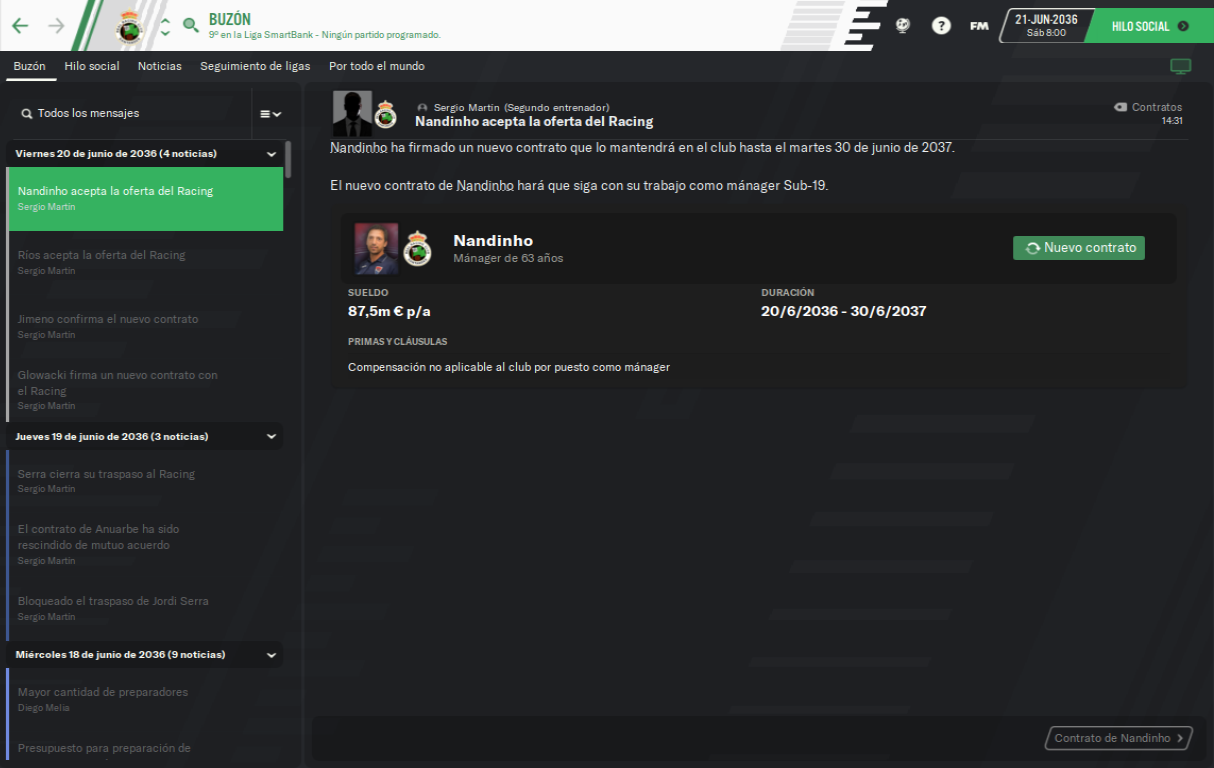 BUZÓN
9º en la Liga SmartBank - Ningún partido programado.
FM
21-JUN-2036
Sáb 8:00
HILO SOCIAL
Buzón
Hilo social
Noticias
Seguimiento de ligas
Por todo el mundo
Todos los mensajes
Viernes 20 de junio de 2036 (4 noticias)
Nandinho acepta la oferta del Racing
Sergio Martín
Ríos acepta la oferta del Racing
Sergio Martín
Jimeno confirma el nuevo contrato
Sergio Martín
Glowacki firma un nuevo contrato con
el Racing
Sergio Martín
Jueves 19 de junio de 2036 (3 noticias)
Serra cierra su traspaso al Racing
Sergio Martín
El contrato de Anuarbe ha sido
rescindido de mutuo acuerdo
Sergio Martín
Bloqueado el traspaso de Jordi Serra
Sergio Martín
Miércoles 18 de junio de 2036 (9 noticias)
Mayor cantidad de preparadores
Diego Melia
Presupuesto para preparación de
Sergio Martín (Segundo entrenador)
Nandinho acepta la oferta del Racing
Contratos
14:31
Nandinho ha firmado un nuevo contrato que lo mantendrá en el club hasta el martes 30 de junio de 2037.
El nuevo contrato de Nandinho hará que siga con su trabajo como mánager Sub-19.
Nandinho
Mánager de 63 años
Nuevo contrato
SUELDO
87,5m € p/a
DURACIÓN
20/6/2036 - 30/6/2037
PRIMAS Y CLÁUSULAS
Compensación no aplicable al club por puesto como mánager
Contrato de Nandinho